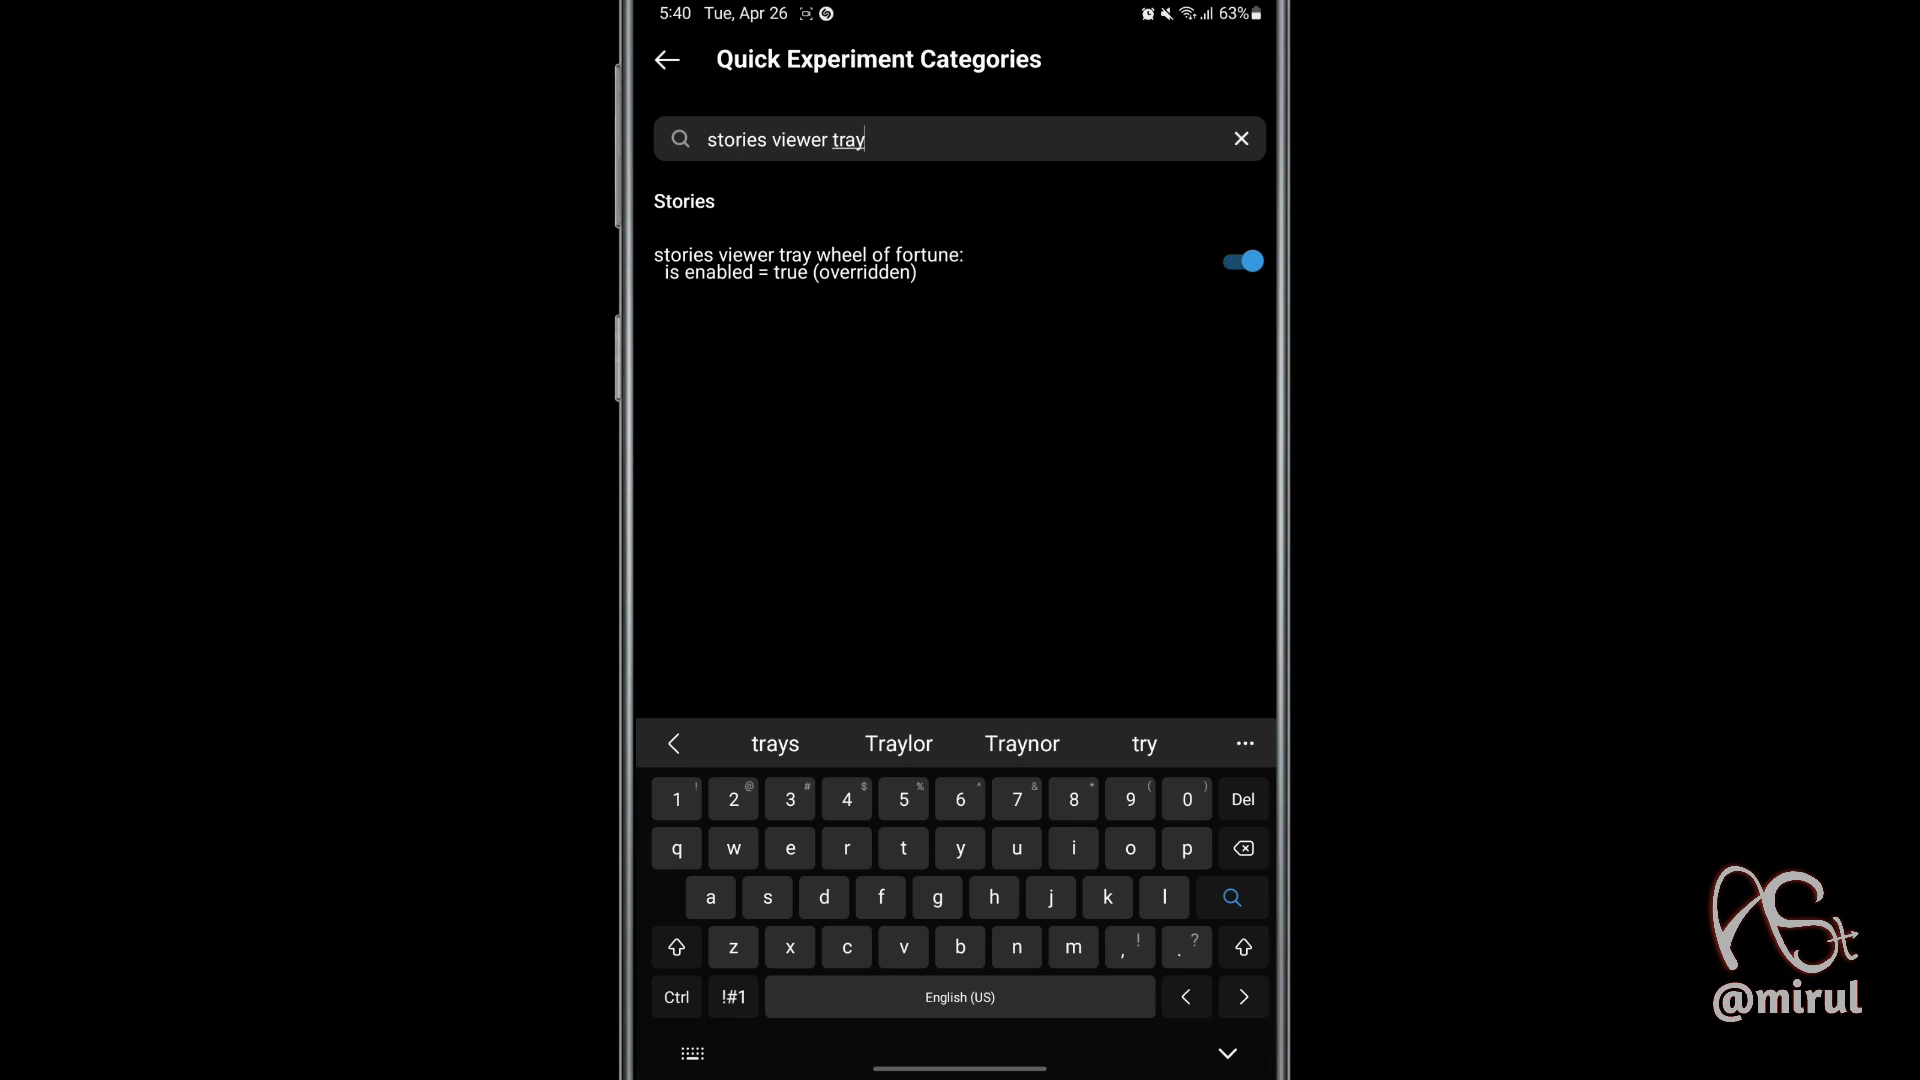 5:40 Tue, Apr 26 63%
Quick Experiment Categories
stories viewer tray
Stories
stories viewer tray wheel of fortune:
is enabled = true (overridden)
trays Traylor Traynor try ...
1 ! 2 @ 3 # 4 $ 5 % 6 ^ 7 & 8 * 9 ( 0 ) Del
q w e r t y u i o p
a s d f g h j k l
z x c v b n m , ! . ?
Ctrl !#1 English (US) < >
@mirul